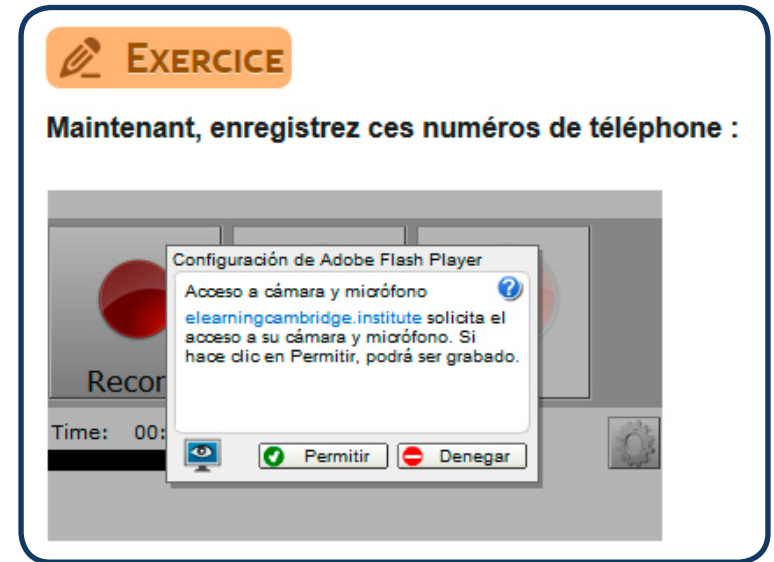 EXERCICE
Maintenant, enregistrez ces numéros de téléphone :
Configuración de Adobe Flash Player
Acceso a cámara y micrófono
elearningcambridge.institute solicita el
acceso a su cámara y micrófono. Si
hace clic en Permitir, podrá ser grabado.
Recor
Time: 00:
Permitir Denegar